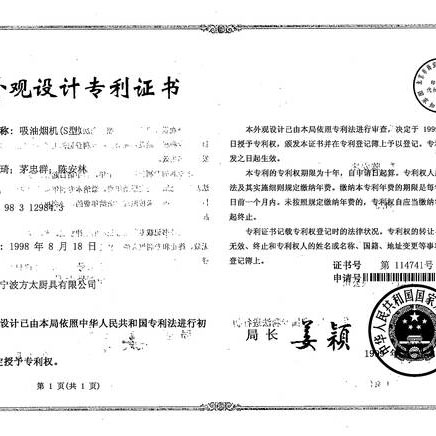 外观设计专利证书
称：吸油烟机(S型
琦；茅忠群；陈安林
98 3 12984.3
：1998 年 8 月 18 日
宁波方太厨具有限公司
设计已由本局依照中华人民共和国专利法进行初
定授予专利权。
第 1 页(共 1 页)
本外观设计已由本局依照专利法进行审查，决定于 199
日授予专利权，颁发本证书并在专利登记簿上予以登记，专
发之日起生效。
本专利的专利权期限为十年，自申请日起算。专利权人
法及其实施细则规定缴纳年费。缴纳本专利年费的期限是每
日前一个月内。未按照规定缴纳年费的，专利权自应当缴纳
起终止。
专利证书记载专利权登记时的法律状况。专利权的转让
无效、终止和专利权人的姓名或名称、国籍、地址变更等事
登记簿上。
证书号 第 114741号
申请号
局长 姜颖
中华人民共和国国家
199